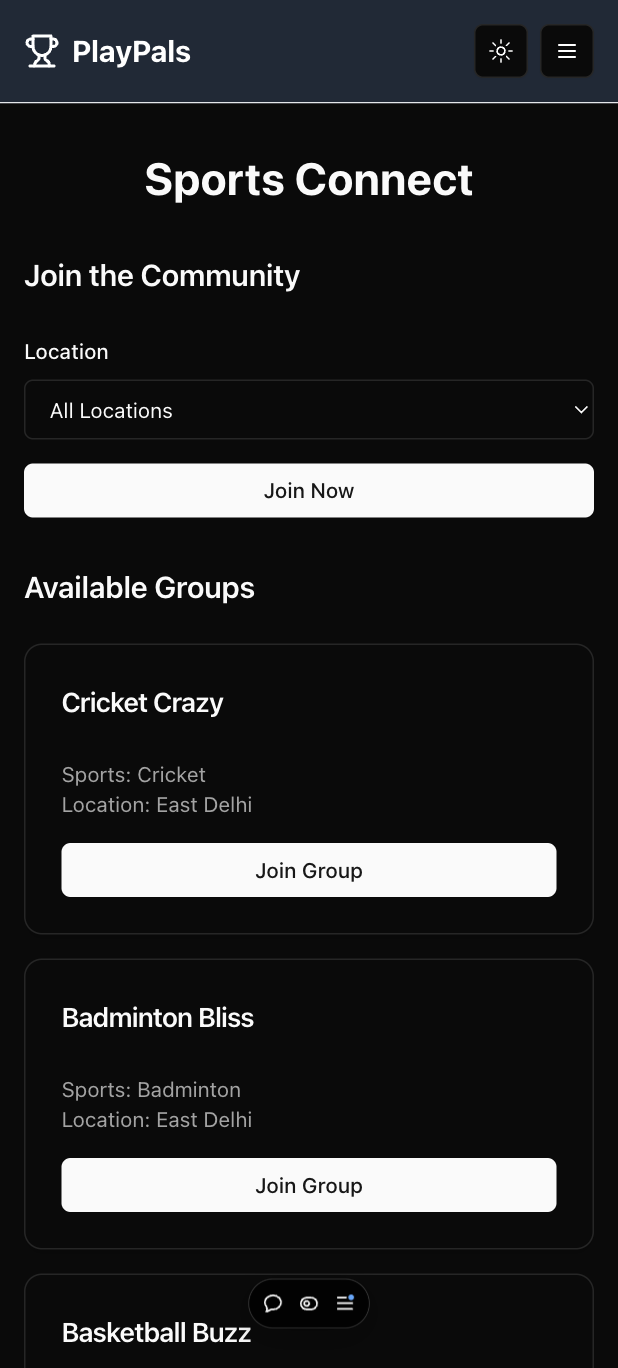 PlayPals
Sports Connect
Join the Community
Location
All Locations
Join Now
Available Groups
Cricket Crazy
Sports: Cricket
Location: East Delhi
Join Group
Badminton Bliss
Sports: Badminton
Location: East Delhi
Join Group
Basketball Buzz